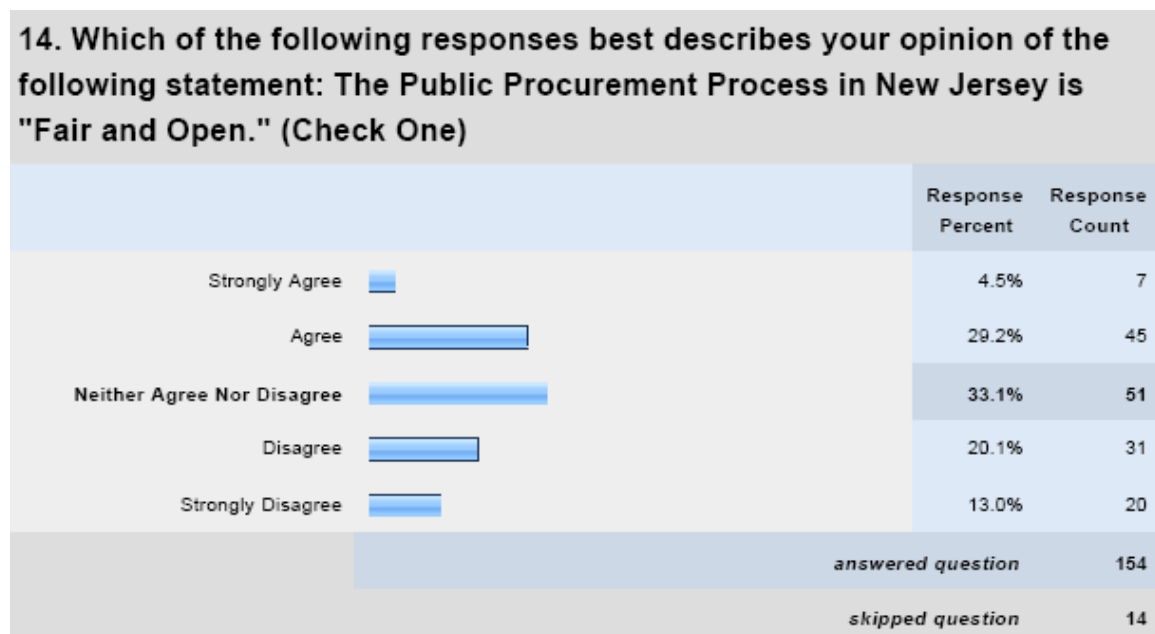 14. Which of the following responses best describes your opinion of the
following statement: The Public Procurement Process in New Jersey is
"Fair and Open." (Check One)
Response Percent Response Count
Strongly Agree 4.5% 7
Agree 29.2% 45
Neither Agree Nor Disagree 33.1% 51
Disagree 20.1% 31
Strongly Disagree 13.0% 20
answered question 154
skipped question 14